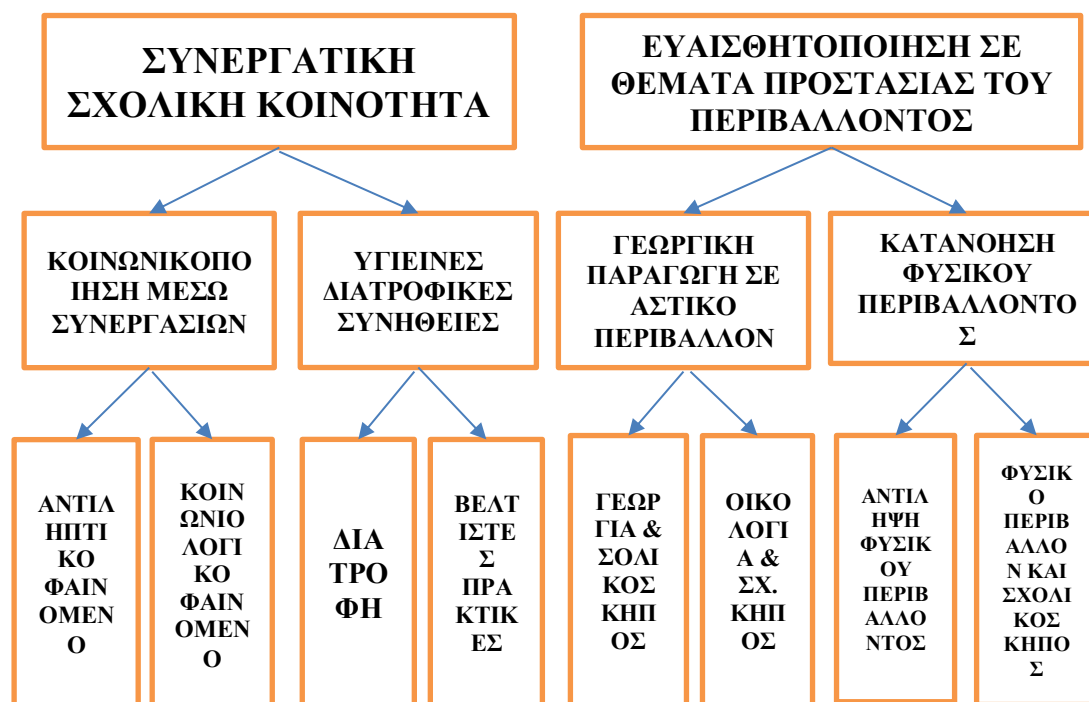 ΣΥΝΕΡΓΑΤΙΚΗ
ΣΧΟΛΙΚΗ ΚΟΙΝΟΤΗΤΑ
ΕΥΑΙΣΘΗΤΟΠΟΙΗΣΗ ΣΕ
ΘΕΜΑΤΑ ΠΡΟΣΤΑΣΙΑΣ ΤΟΥ
ΠΕΡΙΒΑΛΛΟΝΤΟΣ
ΚΟΙΝΩΝΙΚΟΠΟ
ΙΗΣΗ ΜΕΣΩ
ΣΥΝΕΡΓΑΣΙΩΝ
ΥΓΙΕΙΝΕΣ
ΔΙΑΤΡΟΦΙΚΕΣ
ΣΥΝΗΘΕΙΕΣ
ΓΕΩΡΓΙΚΗ
ΠΑΡΑΓΩΓΗ ΣΕ
ΑΣΤΙΚΟ
ΠΕΡΙΒΑΛΛΟΝ
ΚΑΤΑΝΟΗΣΗ
ΦΥΣΙΚΟΥ
ΠΕΡΙΒΑΛΛΟΝΤΟ
Σ
ΑΝΤΙΛ
ΗΠΤΙ
ΚΟ
ΦΑΙΝ
ΟΜΕΝ
Ο
ΚΟΙΝ
ΩΝΙΟ
ΛΟΓΙ
ΚΟ
ΦΑΙΝ
ΟΜΕΝ
Ο
ΔΙΑ
ΤΡΟ
ΦΗ
ΒΕΛΤ
ΙΣΤΕ
Σ
ΠΡΑ
ΚΤΙΚ
ΕΣ
ΓΕΩΡ
ΓΙΑ &
ΣΟΛΙ
ΚΟΣ
ΚΗΠ
ΟΣ
ΟΙΚΟ
ΛΟΓΙ
Α &
ΣΧ.
ΚΗΠ
ΟΣ
ΑΝΤΙΛ
ΗΨΗ
ΦΥΣΙΚ
ΟΥ
ΠΕΡΙΒ
ΑΛΛΟ
ΝΤΟΣ
ΦΥΣΙΚ
Ο
ΠΕΡΙΒ
ΑΛΛΟ
Ν ΚΑΙ
ΣΧΟΛΙ
ΚΟΣ
ΚΗΠΟ
Σ